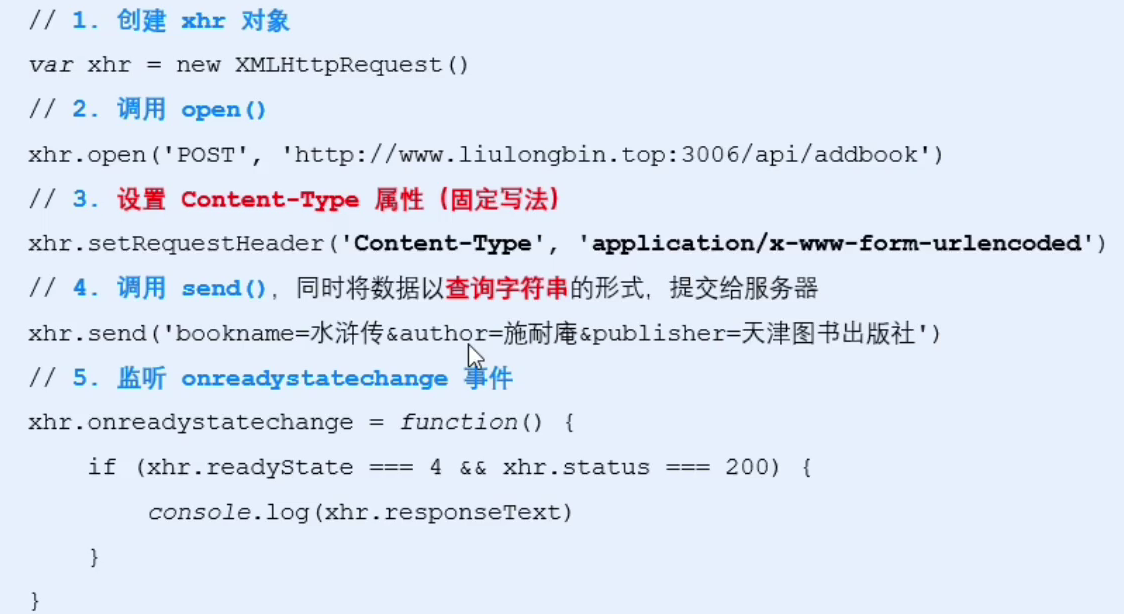 // 1. 创建 xhr 对象
var xhr = new XMLHttpRequest()
// 2. 调用 open()
xhr.open('POST', 'http://www.liulongbin.top:3006/api/addbook')
// 3. 设置 Content-Type 属性（固定写法）
xhr.setRequestHeader('Content-Type', 'application/x-www-form-urlencoded')
// 4. 调用 send()，同时将数据以查询字符串的形式，提交给服务器
xhr.send('bookname=水浒传&author=施耐庵&publisher=天津图书出版社')
// 5. 监听 onreadystatechange 事件
xhr.onreadystatechange = function() {
    if (xhr.readyState === 4 && xhr.status === 200) {
        console.log(xhr.responseText)
    }
}